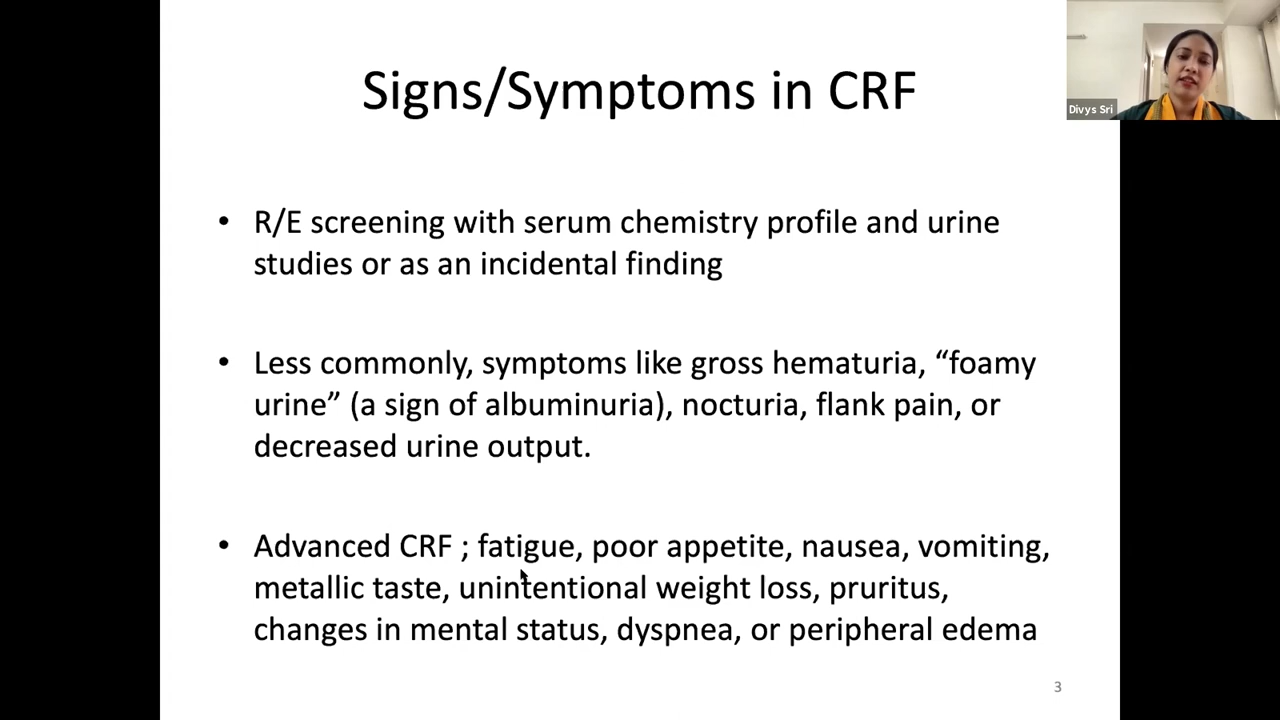 Signs/Symptoms in CRF
Divys Sri
• R/E screening with serum chemistry profile and urine
studies or as an incidental finding
• Less commonly, symptoms like gross hematuria, “foamy
urine” (a sign of albuminuria), nocturia, flank pain, or
decreased urine output.
• Advanced CRF ; fatigue, poor appetite, nausea, vomiting,
metallic taste, unintentional weight loss, pruritus,
changes in mental status, dyspnea, or peripheral edema
3